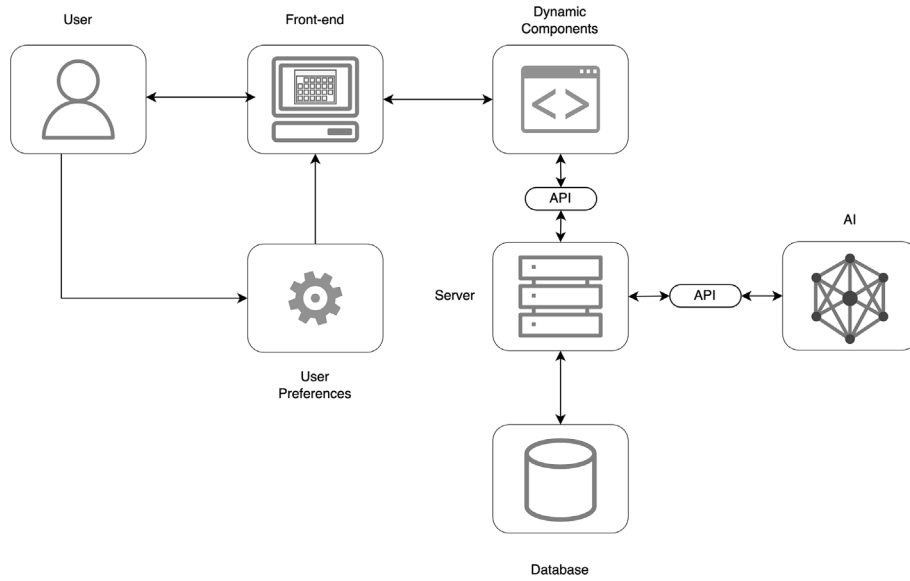 User
Front-end
Dynamic
Components
API
Server
API
AI
User
Preferences
Database